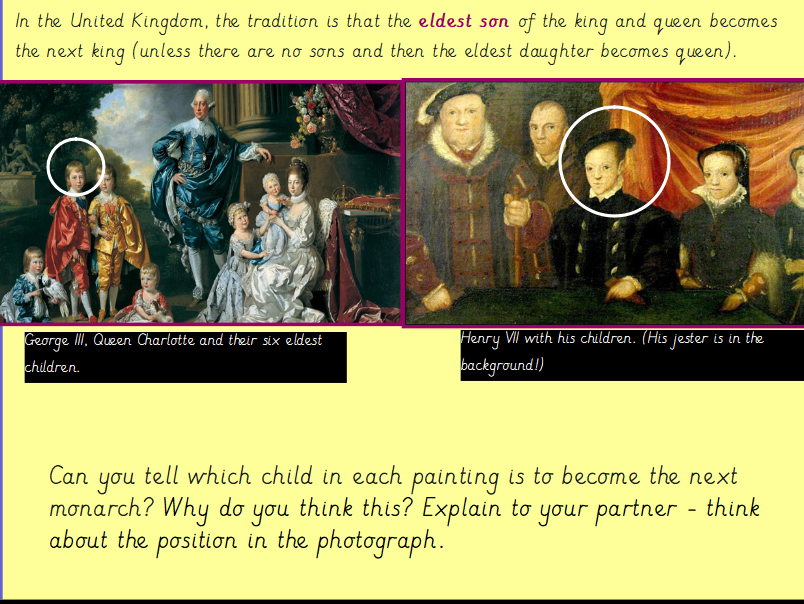 In the United Kingdom, the tradition is that the eldest son of the king and queen becomes
the next king (unless there are no sons and then the eldest daughter becomes queen).
George III, Queen Charlotte and their six eldest
children.
Henry VII with his children. (His jester is in the
background!)
Can you tell which child in each painting is to become the next
monarch? Why do you think this? Explain to your partner - think
about the position in the photograph.